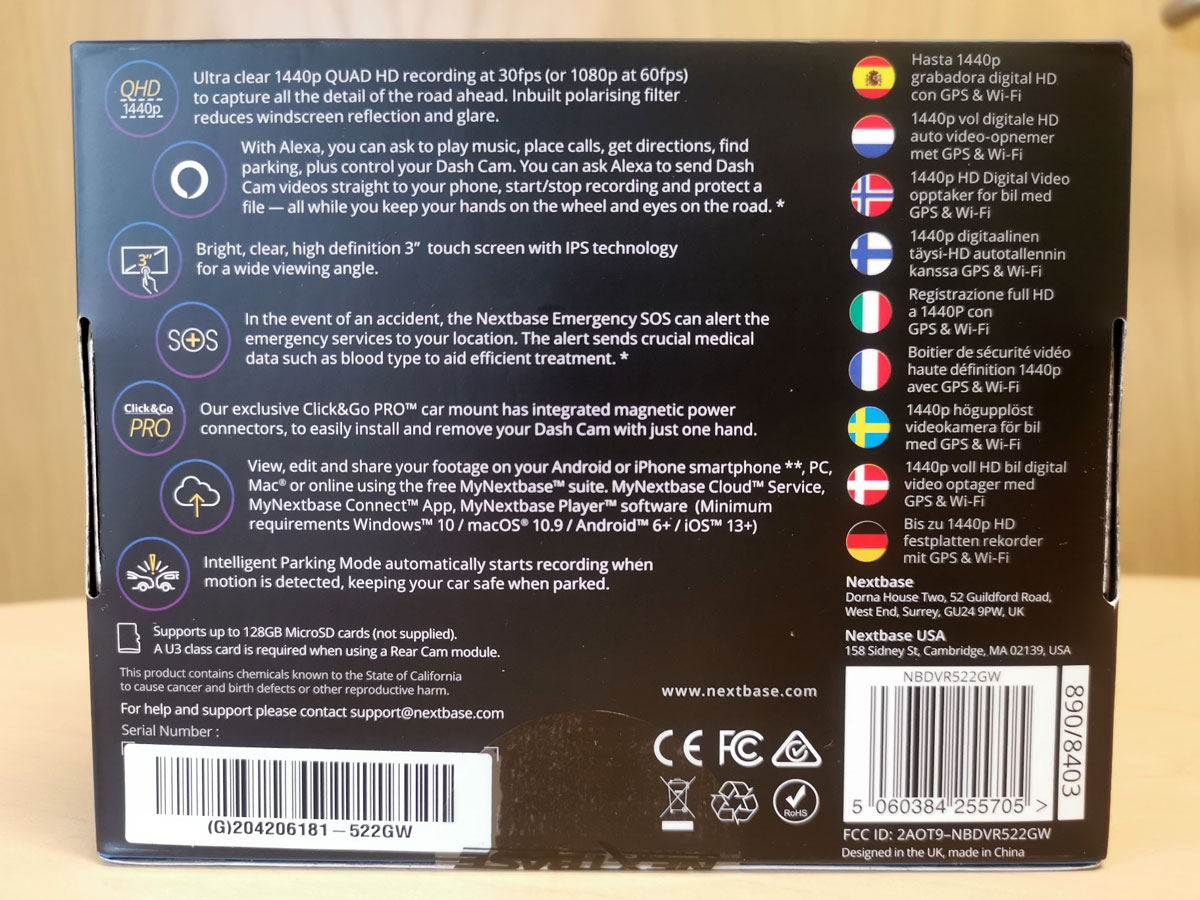 QHD
1440p
Ultra clear 1440p QUAD HD recording at 30fps (or 1080p at 60fps)
to capture all the detail of the road ahead. Inbuilt polarising filter
reduces windscreen reflection and glare.
With Alexa, you can ask to play music, place calls, get directions, find
parking, plus control your Dash Cam. You can ask Alexa to send Dash
Cam videos straight to your phone, start/stop recording and protect a
file — all while you keep your hands on the wheel and eyes on the road. *
3”
Bright, clear, high definition 3” touch screen with IPS technology
for a wide viewing angle.
SOS
In the event of an accident, the Nextbase Emergency SOS can alert the
emergency services to your location. The alert sends crucial medical
data such as blood type to aid efficient treatment. *
Click&Go
PRO
Our exclusive Click&Go PRO™ car mount has integrated magnetic power
connectors, to easily install and remove your Dash Cam with just one hand.
View, edit and share your footage on your Android or iPhone smartphone **, PC,
Mac® or online using the free MyNextbase™ suite. MyNextbase Cloud™ Service,
MyNextbase Connect™ App, MyNextbase Player™ software (Minimum
requirements Windows™ 10 / macOS® 10.9 / Android™ 6+ / iOS™ 13+)
Intelligent Parking Mode automatically starts recording when
motion is detected, keeping your car safe when parked.
Supports up to 128GB MicroSD cards (not supplied).
A U3 class card is required when using a Rear Cam module.
This product contains chemicals known to the State of California
to cause cancer and birth defects or other reproductive harm.
For help and support please contact support@nextbase.com
Serial Number :
(G)204206181-522GW
www.nextbase.com
CE FC
RoHS
Hasta 1440p
grabadora digital HD
con GPS & Wi-Fi
1440p vol digitale HD
auto video-opnemer
met GPS & Wi-Fi
1440p HD Digital Video
opptaker for bil med
GPS & Wi-Fi
1440p digitaalinen
täysi-HD autotallennin
kanssa GPS & Wi-Fi
Registrazione full HD
a 1440P con
GPS & Wi-Fi
Boitier de sécurité vidéo
haute définition 1440p
avec GPS & Wi-Fi
1440p högupplöst
videokamera för bil
med GPS & Wi-Fi
1440p voll HD bil digital
video optager med
GPS & Wi-Fi
Bis zu 1440p HD
festplatten rekorder
mit GPS & Wi-Fi
Nextbase
Dorna House Two, 52 Guildford Road,
West End, Surrey, GU24 9PW, UK
Nextbase USA
158 Sidney St, Cambridge, MA 02139, USA
NBDVR522GW
5 060384 255705 >
890/8403
FCC ID: 2AOT9-NBDVR522GW
Designed in the UK, made in China